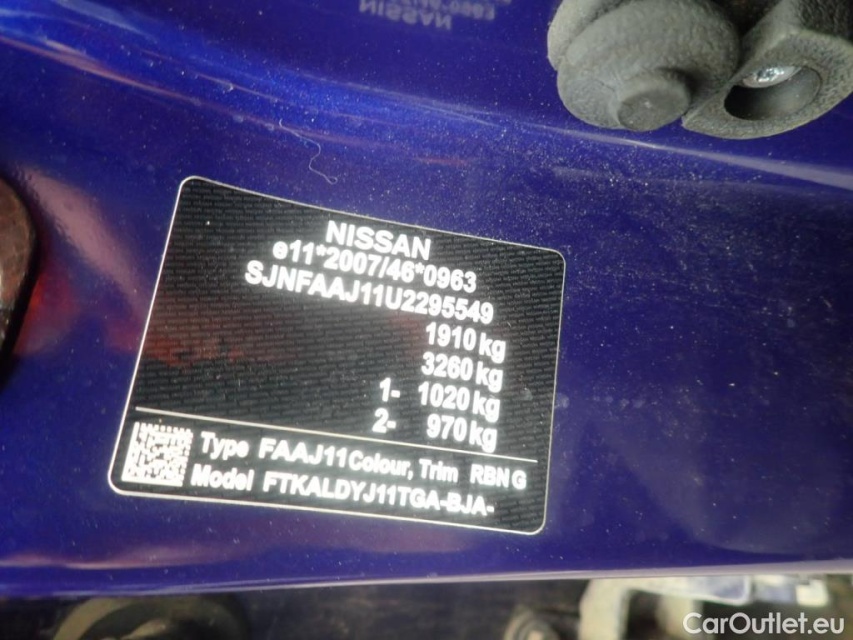 NISSAN
NISSAN
e11*2007/46*0963
SJNFAAJ11U2295549
1910 kg
3260 kg
1- 1020 kg
2- 970 kg
Type FAAJ11 Colour, Trim RBN G
Model FTKALDYJ11TGA-BJA-
CarOutlet.eu